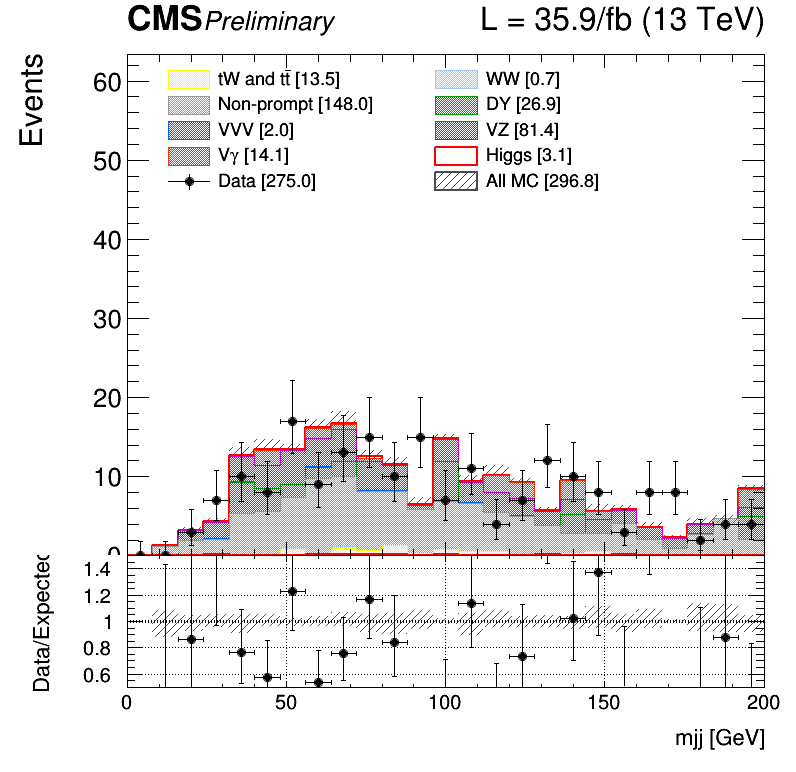 CMS Preliminary L = 35.9/fb (13 TeV)
Events
60
50
40
30
20
10
0
tW and tt̄ [13.5]
Non-prompt [148.0]
VVV [2.0]
Vγ [14.1]
Data [275.0]
WW [0.7]
DY [26.9]
VZ [81.4]
Higgs [3.1]
All MC [296.8]
Data/Expected
1.4
1.2
1
0.8
0.6
0 50 100 150 200
mjj [GeV]